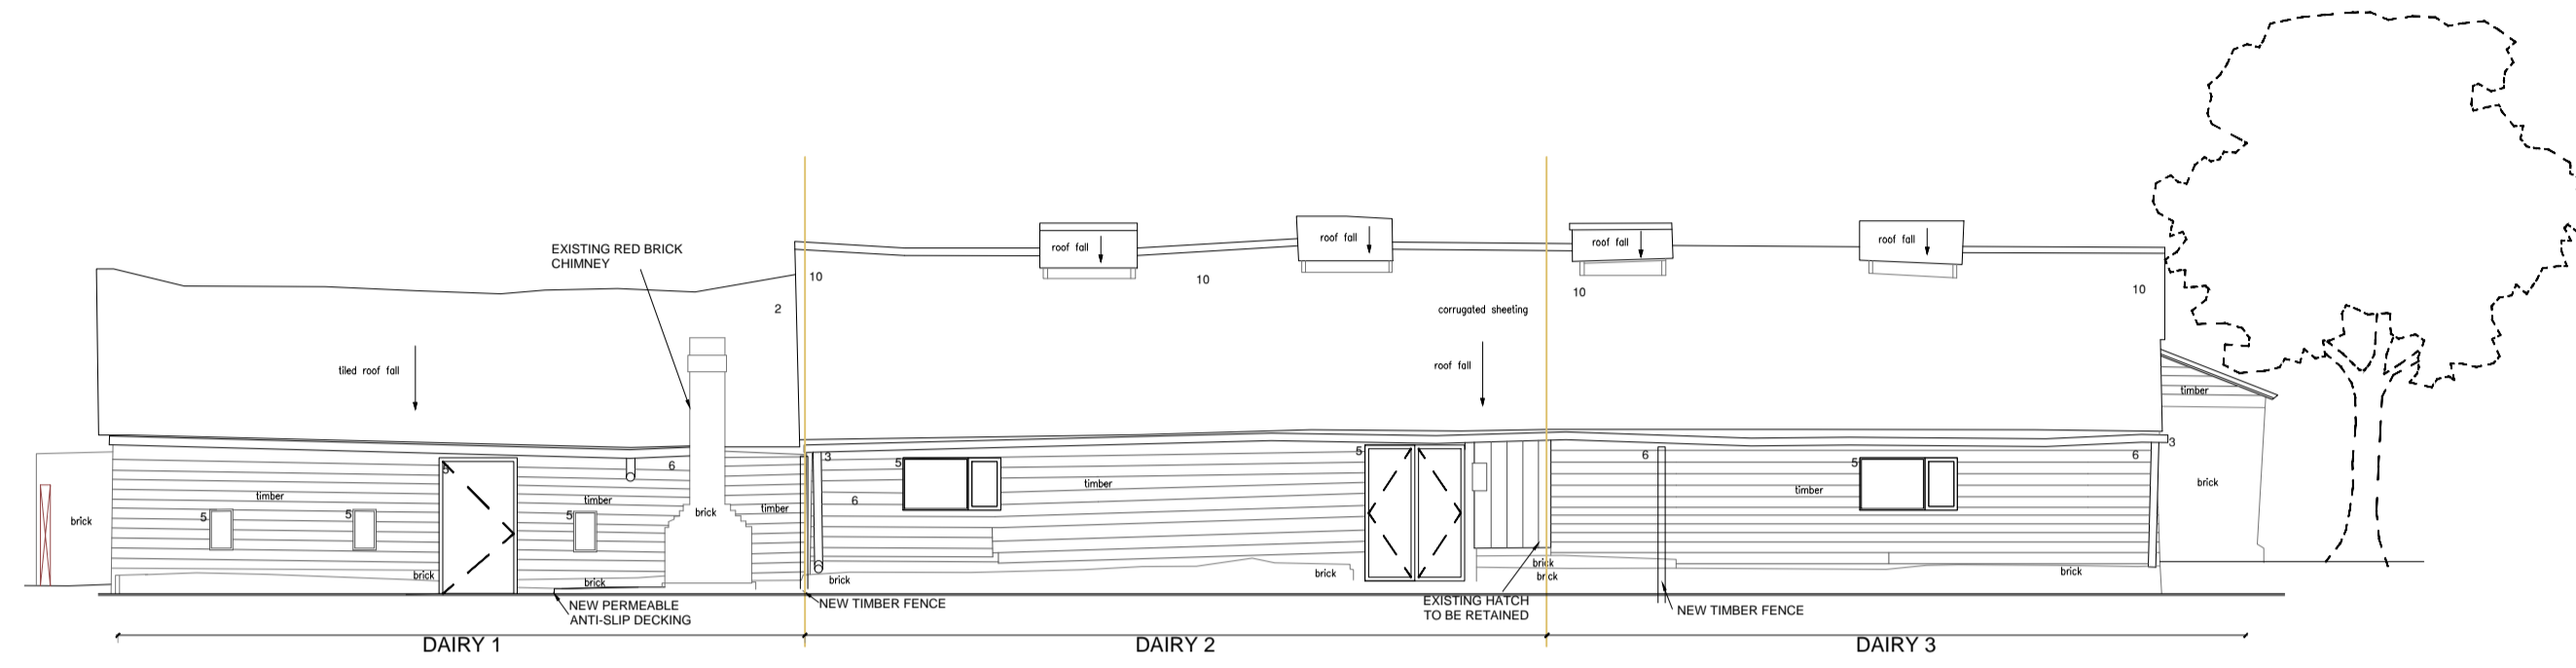 EXISTING RED BRICK
CHIMNEY
roof fall
roof fall
roof fall
roof fall
10
10
10
10
2
corrugated sheeting
tiled roof fall
roof fall
timber
5
6
3
5
5
6
5
6
3
timber
timber
timber
6
timber
timber
brick
5
5
5
brick
brick
brick
brick
brick
brick
brick
brick
brick
brick
NEW PERMEABLE
ANTI-SLIP DECKING
NEW TIMBER FENCE
EXISTING HATCH
TO BE RETAINED
NEW TIMBER FENCE
DAIRY 1
DAIRY 2
DAIRY 3